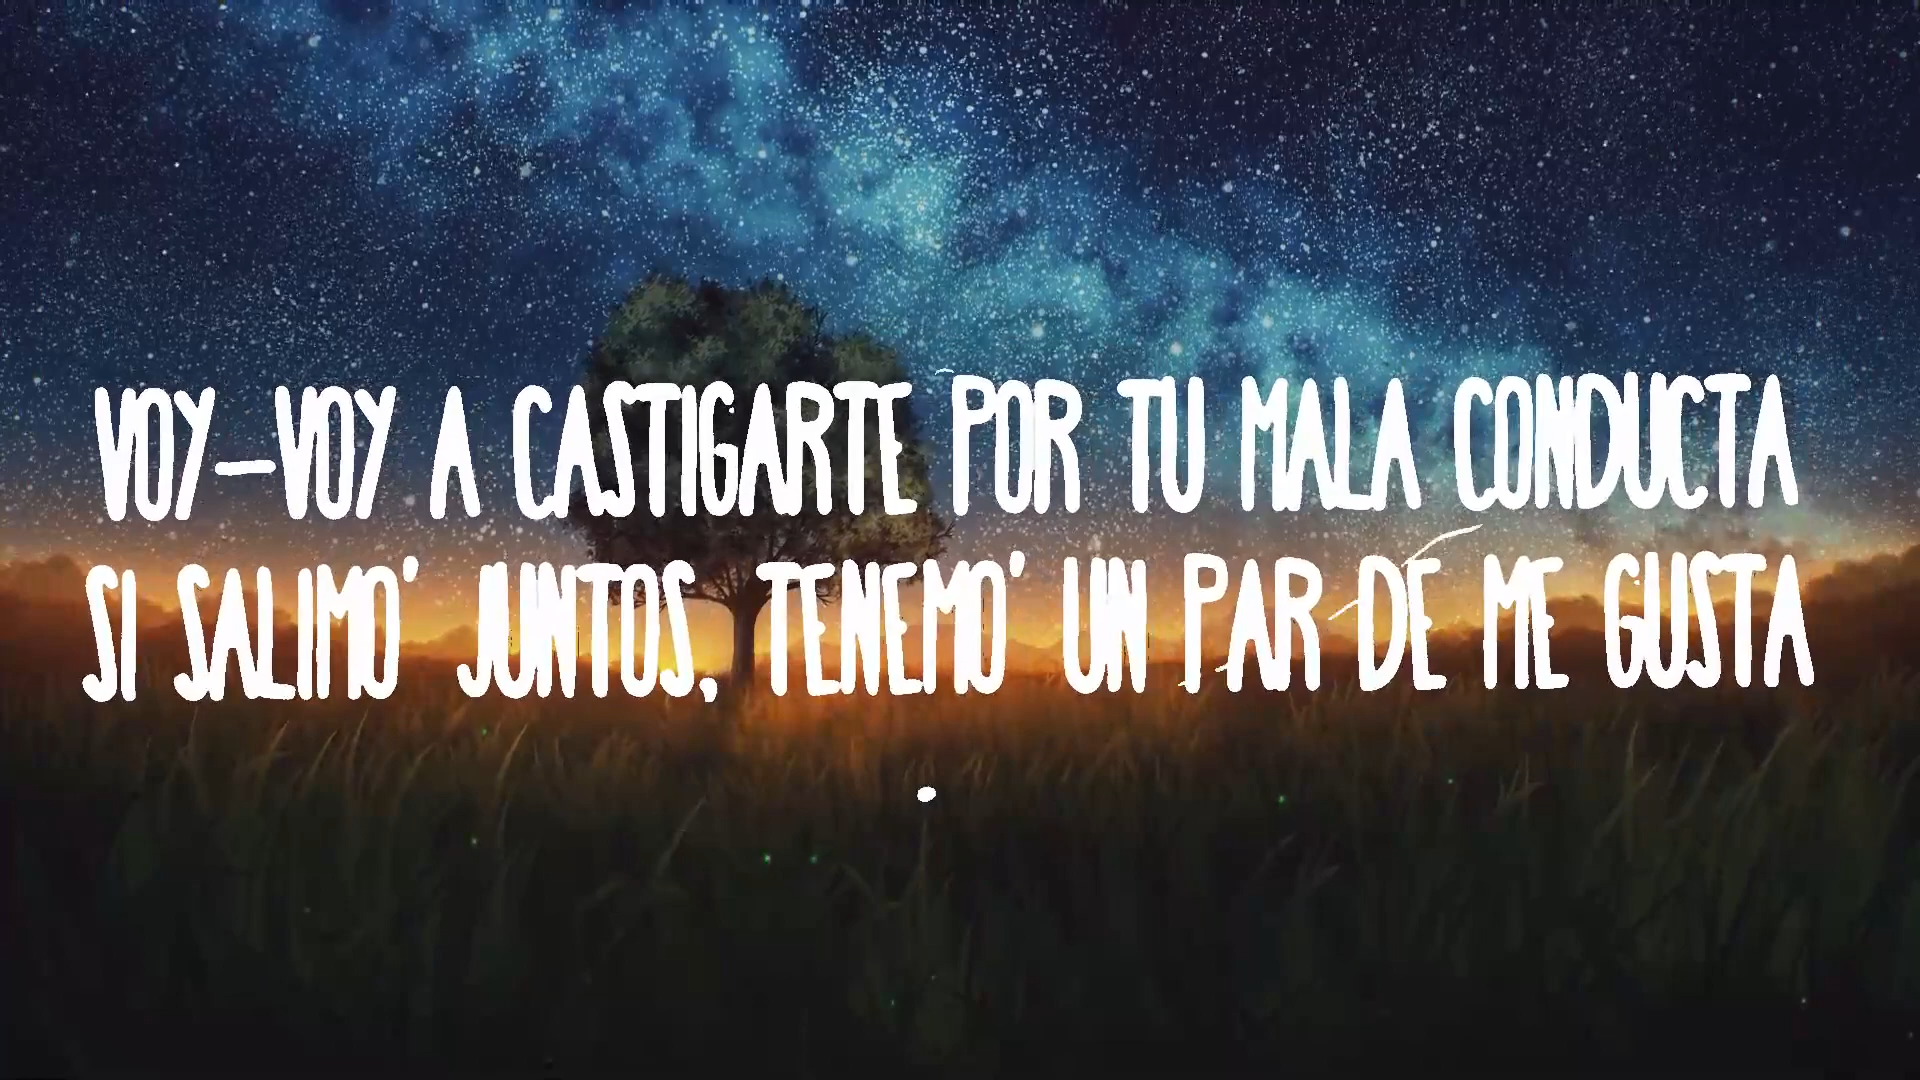 VOY-VOY A CASTIGARTE POR TU MALA CONDUCTA
SI SALIMO' JUNTOS, TENEMO' UN PAR DE ME GUSTA
.